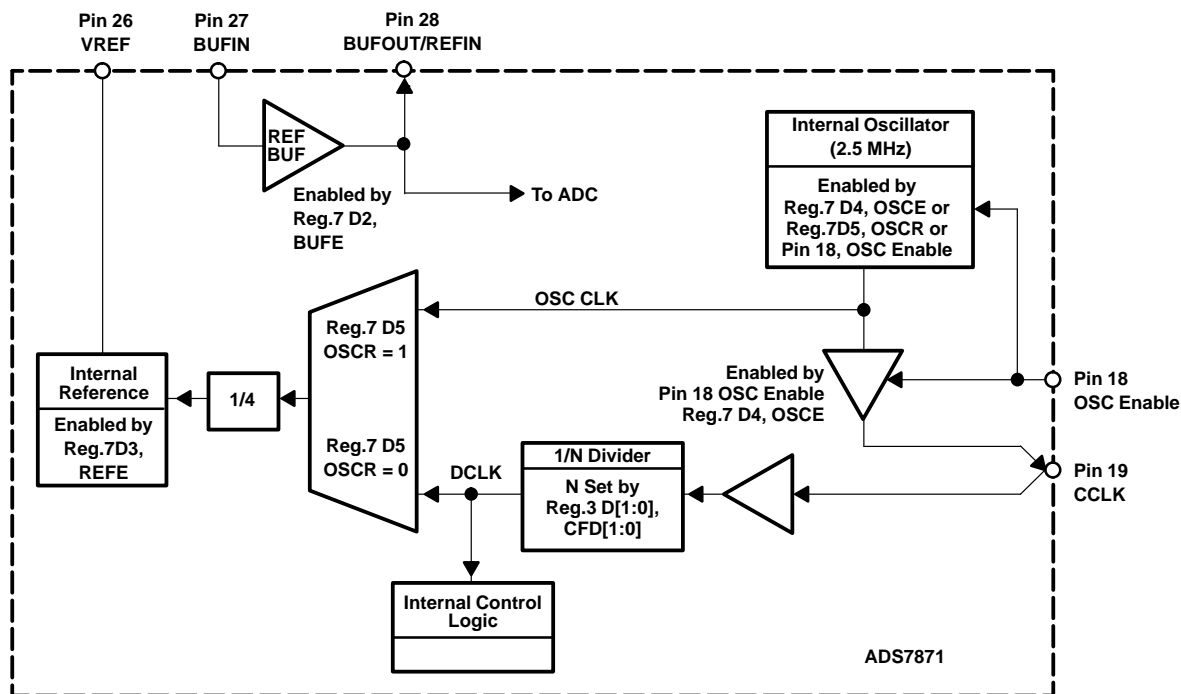 Pin 26
VREF
Pin 27
BUFIN
Pin 28
BUFOUT/REFIN
REF
BUF
Enabled by
Reg.7 D2,
BUFE
To ADC
Internal Oscillator
(2.5 MHz)
Enabled by
Reg.7 D4, OSCE or
Reg.7D5, OSCR or
Pin 18, OSC Enable
OSC CLK
Reg.7 D5
OSCR = 1
Internal
Reference
Enabled by
Reg.7D3,
REFE
1/4
Reg.7 D5
OSCR = 0
Enabled by
Pin 18 OSC Enable
Reg.7 D4, OSCE
Pin 18
OSC Enable
DCLK
1/N Divider
N Set by
Reg.3 D[1:0],
CFD[1:0]
Pin 19
CCLK
Internal Control
Logic
ADS7871